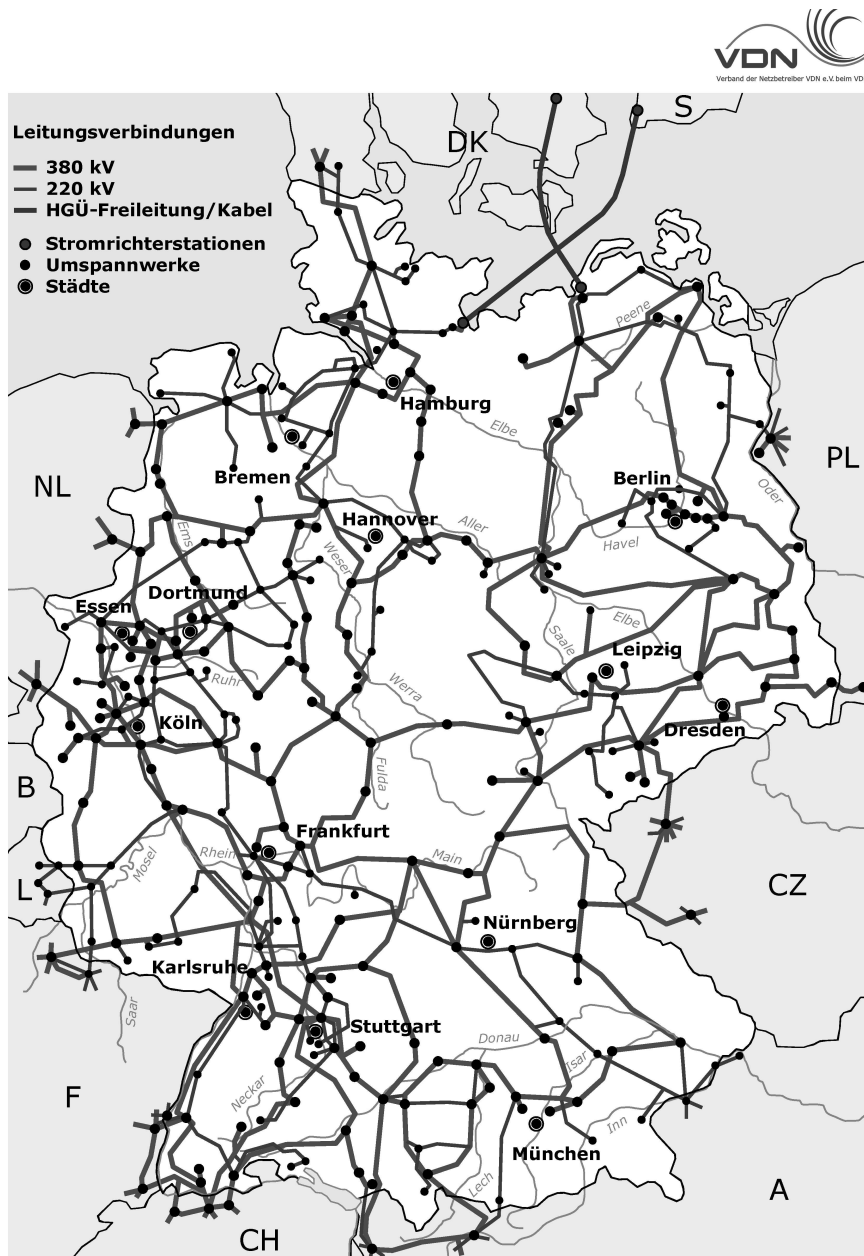 VDN
Verband der Netzbetreiber VDN e.V. beim VD
Leitungsverbindungen
380 kV
220 kV
HGÜ-Freileitung/Kabel
Stromrichterstationen
Umspannwerke
Städte
DK
S
Peene
Hamburg
Elbe
NL
Bremen
Berlin
PL
Oder
Hannover
Aller
Ems
Weser
Havel
Dortmund
Essen
Elbe
Saale
Leipzig
Ruhr
Werra
Köln
Dresden
B
Fulda
Frankfurt
Rhein
Main
Mosel
L
CZ
Nürnberg
Karlsruhe
Saar
Stuttgart
Donau
Isar
F
Neckar
Inn
München
Lech
A
CH